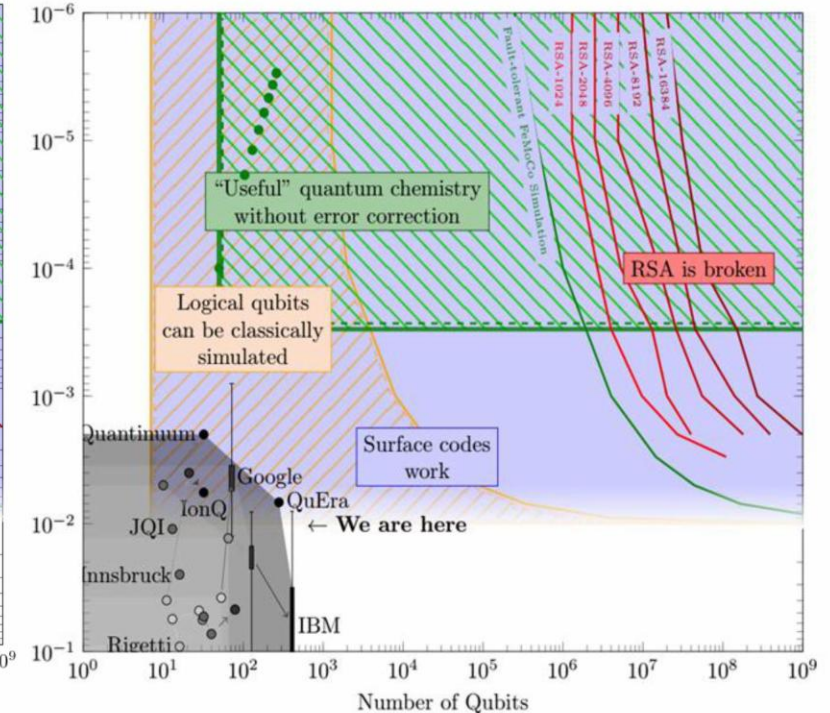 10⁻⁶
10⁻⁵
10⁻⁴
10⁻³
10⁻²
10⁻¹
Fault-tolerant FeMoCo Simulation
RSA-1024
RSA-2048
RSA-4096
RSA-8192
RSA-16384
“Useful” quantum chemistry
without error correction
RSA is broken
Logical qubits
can be classically
simulated
Surface codes
work
Quantinuum
Google
IonQ
QuEra
JQI
← We are here
Innsbruck
IBM
Rigetti
0⁹
10⁰ 10¹ 10² 10³ 10⁴ 10⁵ 10⁶ 10⁷ 10⁸ 10⁹
Number of Qubits